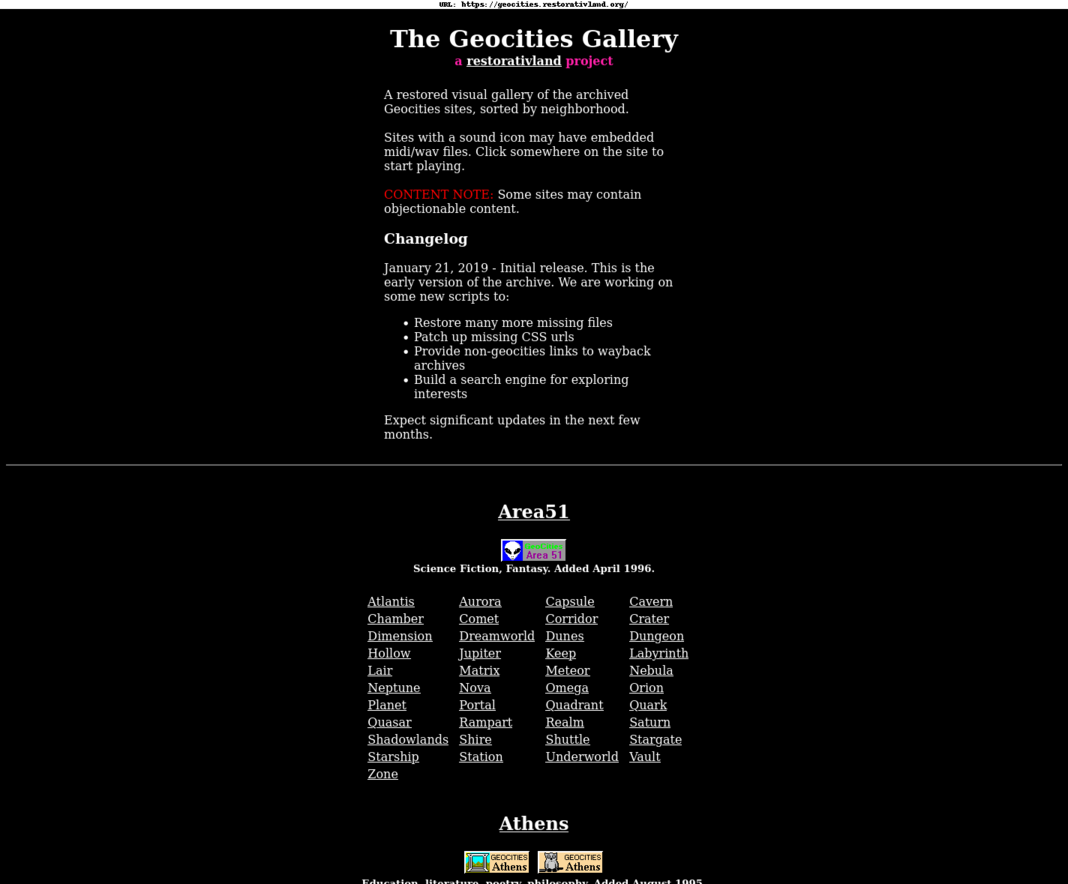 URL: https://geocities.restorativland.org/
The Geocities Gallery
a restorativland project
A restored visual gallery of the archived
Geocities sites, sorted by neighborhood.
Sites with a sound icon may have embedded
midi/wav files. Click somewhere on the site to
start playing.
CONTENT NOTE: Some sites may contain
objectionable content.
Changelog
January 21, 2019 - Initial release. This is the
early version of the archive. We are working on
some new scripts to:
• Restore many more missing files
• Patch up missing CSS urls
• Provide non-geocities links to wayback
archives
• Build a search engine for exploring
interests
Expect significant updates in the next few
months.
Area51
GeoCities
Area 51
Science Fiction, Fantasy. Added April 1996.
Atlantis Aurora Capsule Cavern
Chamber Comet Corridor Crater
Dimension Dreamworld Dunes Dungeon
Hollow Jupiter Keep Labyrinth
Lair Matrix Meteor Nebula
Neptune Nova Omega Orion
Planet Portal Quadrant Quark
Quasar Rampart Realm Saturn
Shadowlands Shire Shuttle Stargate
Starship Station Underworld Vault
Zone
Athens
GEOCITIES GEOCITIES
Athens Athens
Education, literature, poetry, philosophy. Added August 1995.